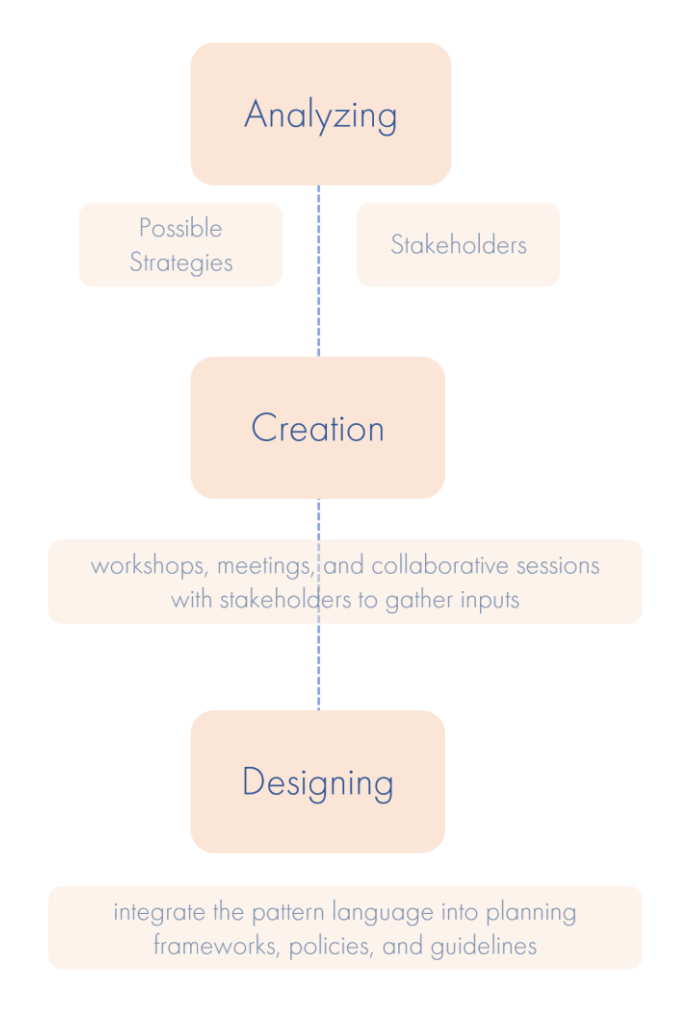 Analyzing
Possible
Strategies
Stakeholders
Creation
workshops, meetings, and collaborative sessions
with stakeholders to gather inputs
Designing
integrate the pattern language into planning
frameworks, policies, and guidelines